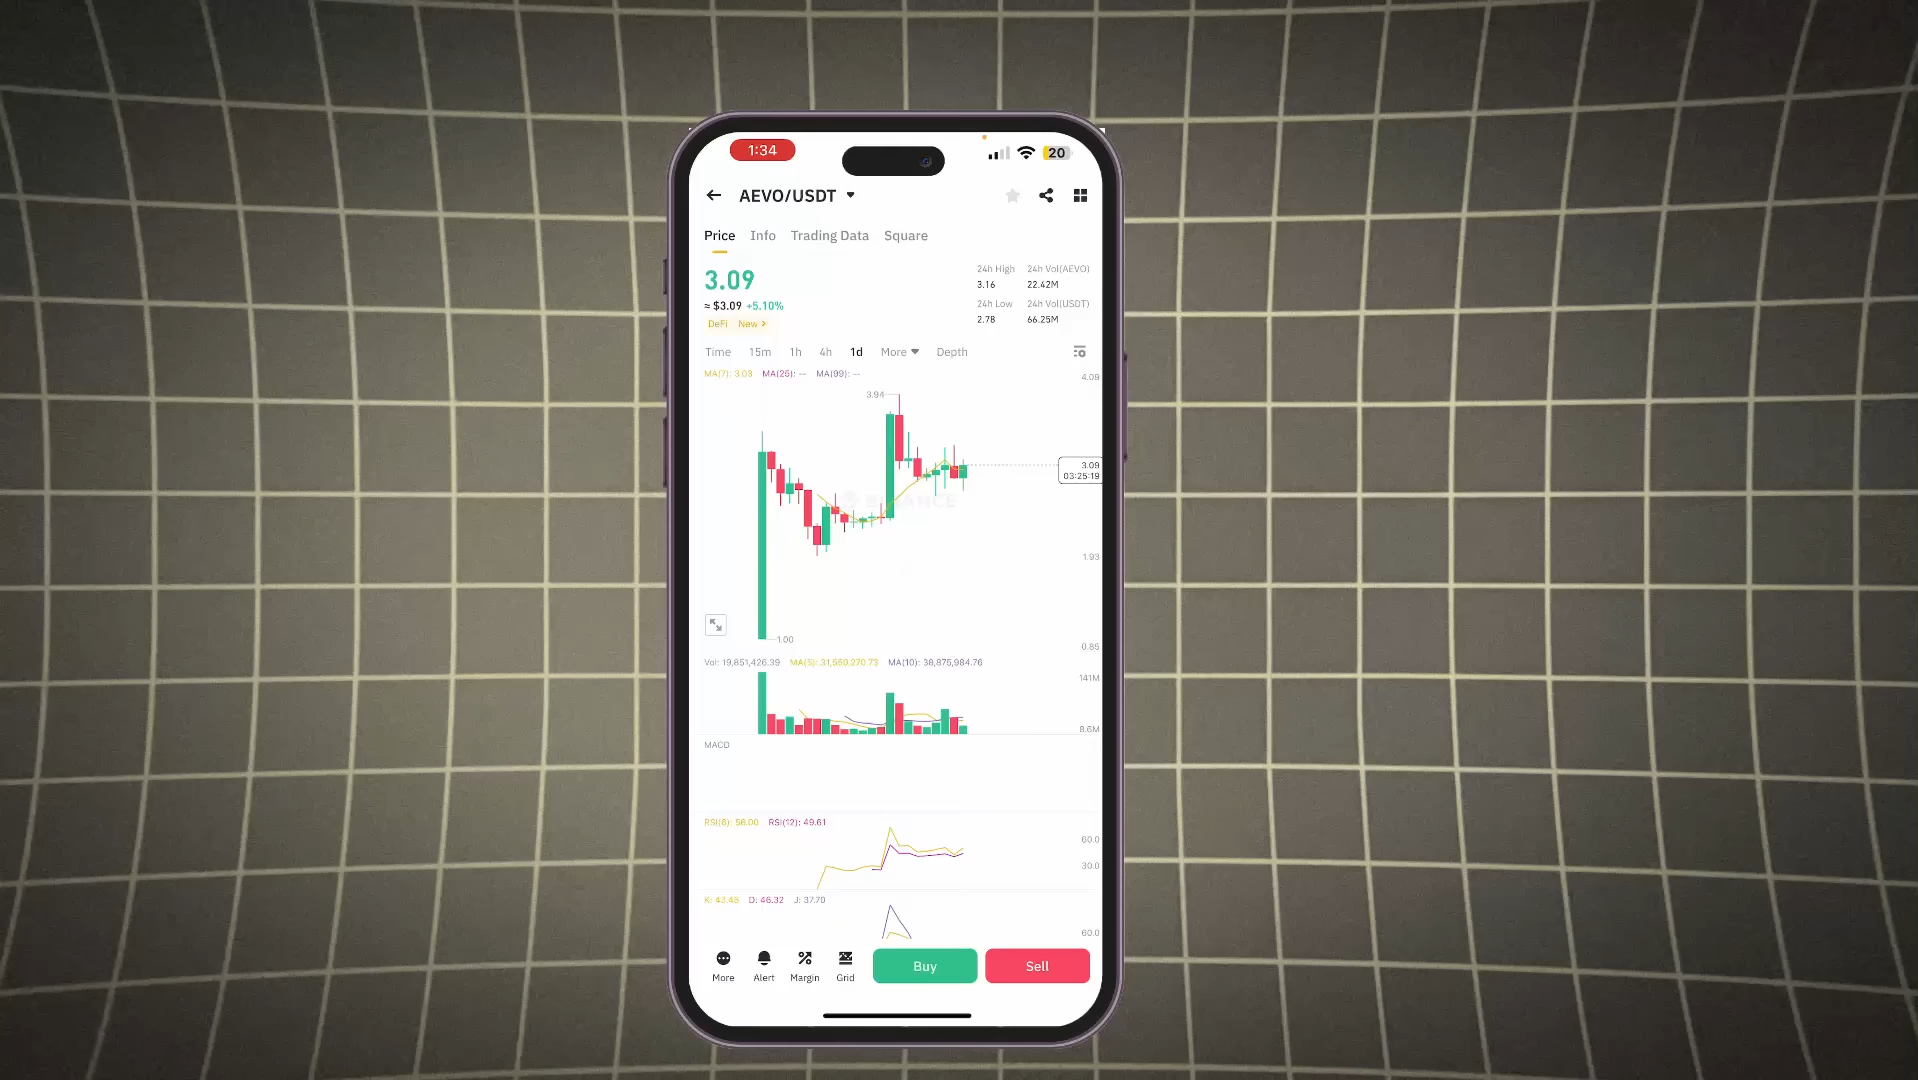 1:34
20
AEVO/USDT
Price Info Trading Data Square
3.09
≈ $3.09 +5.10%
DeFi New >
24h High 24h Vol(AEVO)
3.16 22.42M
24h Low 24h Vol(USDT)
2.78 66.25M
Time 15m 1h 4h 1d More Depth
MA(7): 3.03 MA(25): -- MA(99): --
4.09
3.94
3.09
03:25:19
BINANCE
1.93
1.00
0.85
Vol: 19,851,426.39 MA(5): 31,550,270.73 MA(10): 38,875,984.76
141M
8.6M
MACD
RSI(6): 56.00 RSI(12): 49.61
60.0
30.0
K: 43.45 D: 46.32 J: 37.70
60.0
More Alert Margin Grid Buy Sell